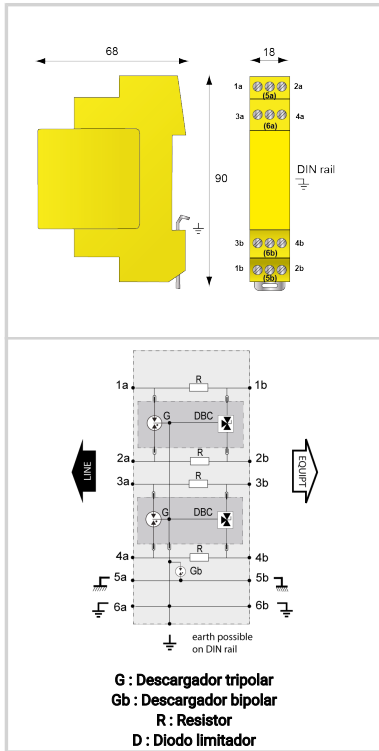 68
18
1a (5a) 2a
3a (6a) 4a
90
DIN rail
3b (6b) 4b
1b (5b) 2b
1a R 1b
G DBC
2a R 2b
LINE
EQUIPT
3a R 3b
G DBC
4a R 4b
Gb
5a 5b
6a 6b
earth possible
on DIN rail
G : Descargador tripolar
Gb : Descargador bipolar
R : Resistor
D : Diodo limitador